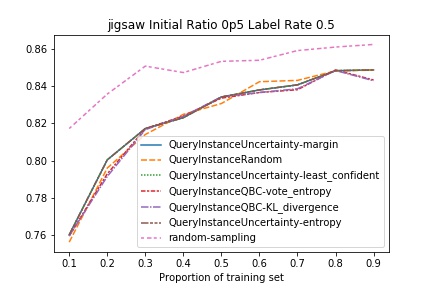 jigsaw Initial Ratio 0p5 Label Rate 0.5
0.86
0.84
0.82
0.80
0.78
0.76
QueryInstanceUncertainty-margin
QueryInstanceRandom
QueryInstanceUncertainty-least_confident
QueryInstanceQBC-vote_entropy
QueryInstanceQBC-KL_divergence
QueryInstanceUncertainty-entropy
random-sampling
0.1 0.2 0.3 0.4 0.5 0.6 0.7 0.8 0.9
Proportion of training set